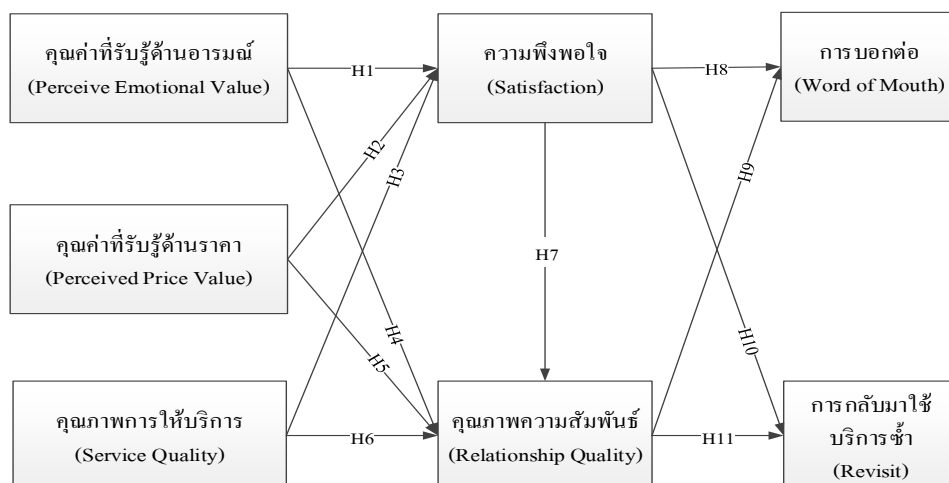 คุณค่าที่รับรู้ด้านอารมณ์
(Perceive Emotional Value)
H1
ความพึงพอใจ
(Satisfaction)
H8
การบอกต่อ
(Word of Mouth)
H2
H3
H9
คุณค่าที่รับรู้ด้านราคา
(Perceived Price Value)
H7
H4
H5
H10
คุณภาพการให้บริการ
(Service Quality)
H6
คุณภาพความสัมพันธ์
(Relationship Quality)
H11
การกลับมาใช้
บริการซ้ำ
(Revisit)